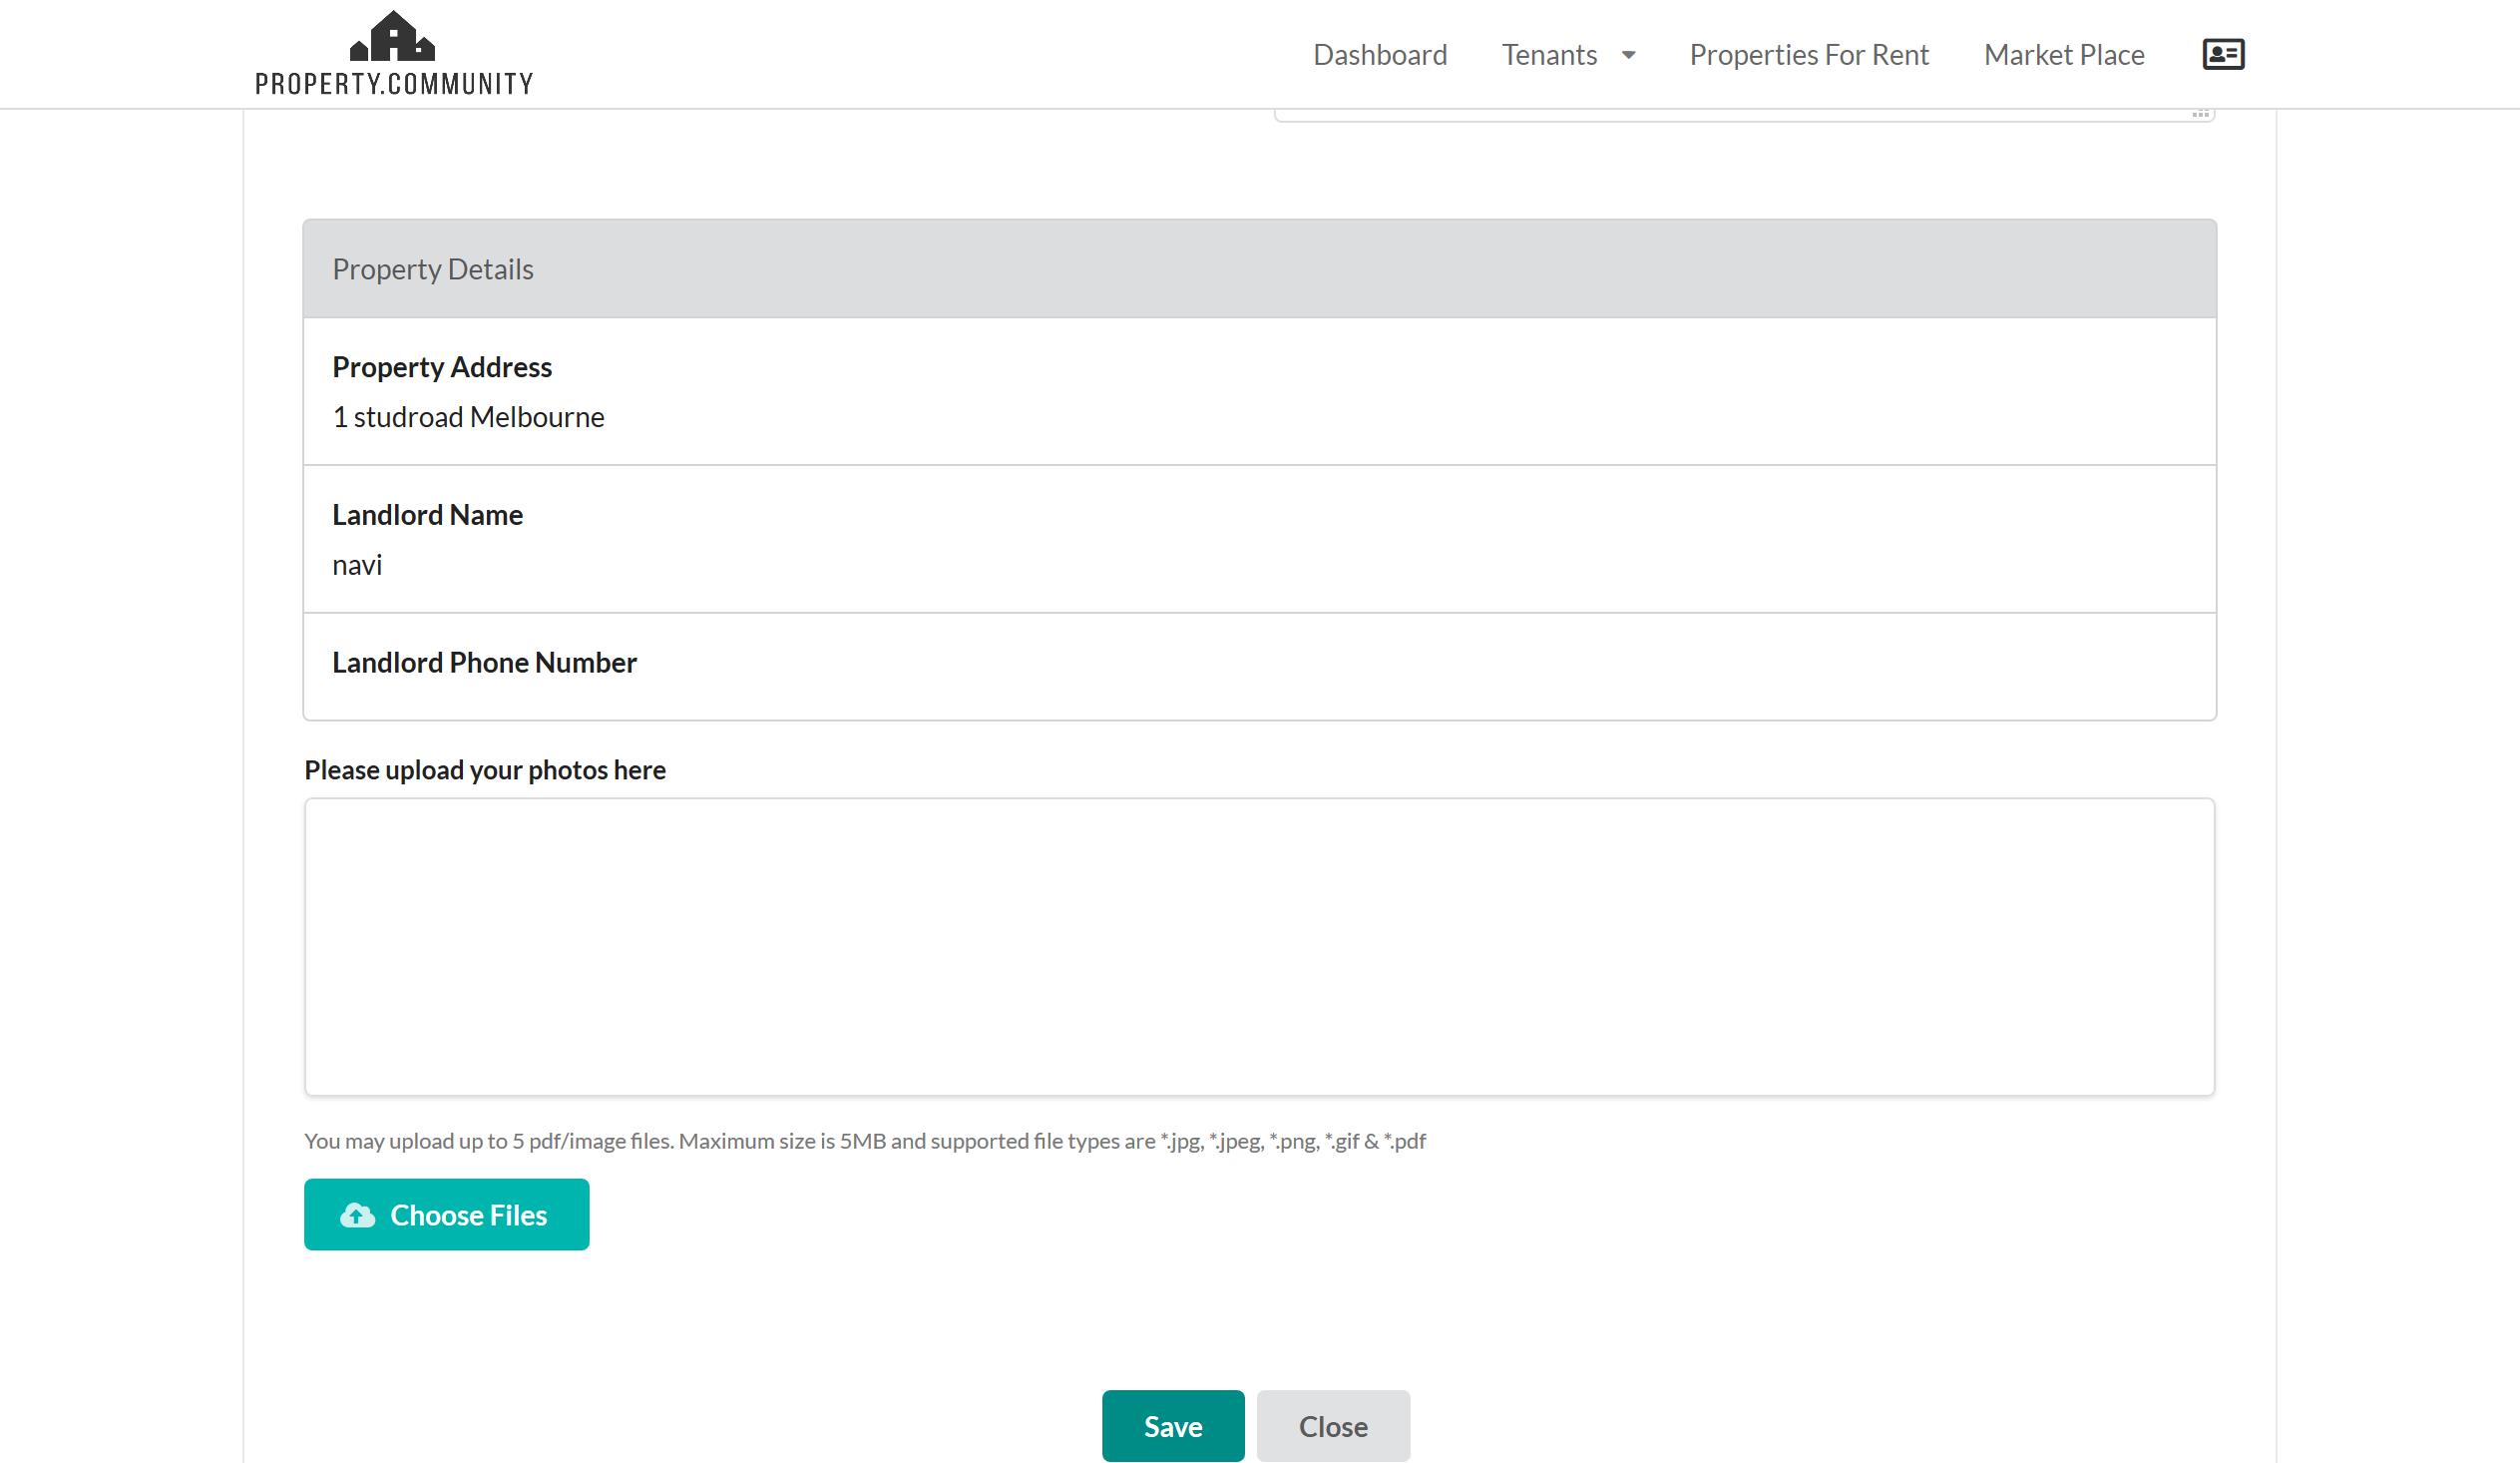 PROPERTY.COMMUNITY
Dashboard
Tenants
Properties For Rent
Market Place
Property Details
Property Address
1 studroad Melbourne
Landlord Name
navi
Landlord Phone Number
Please upload your photos here
You may upload up to 5 pdf/image files. Maximum size is 5MB and supported file types are *.jpg, *.jpeg, *.png, *.gif & *.pdf
Choose Files
Save
Close